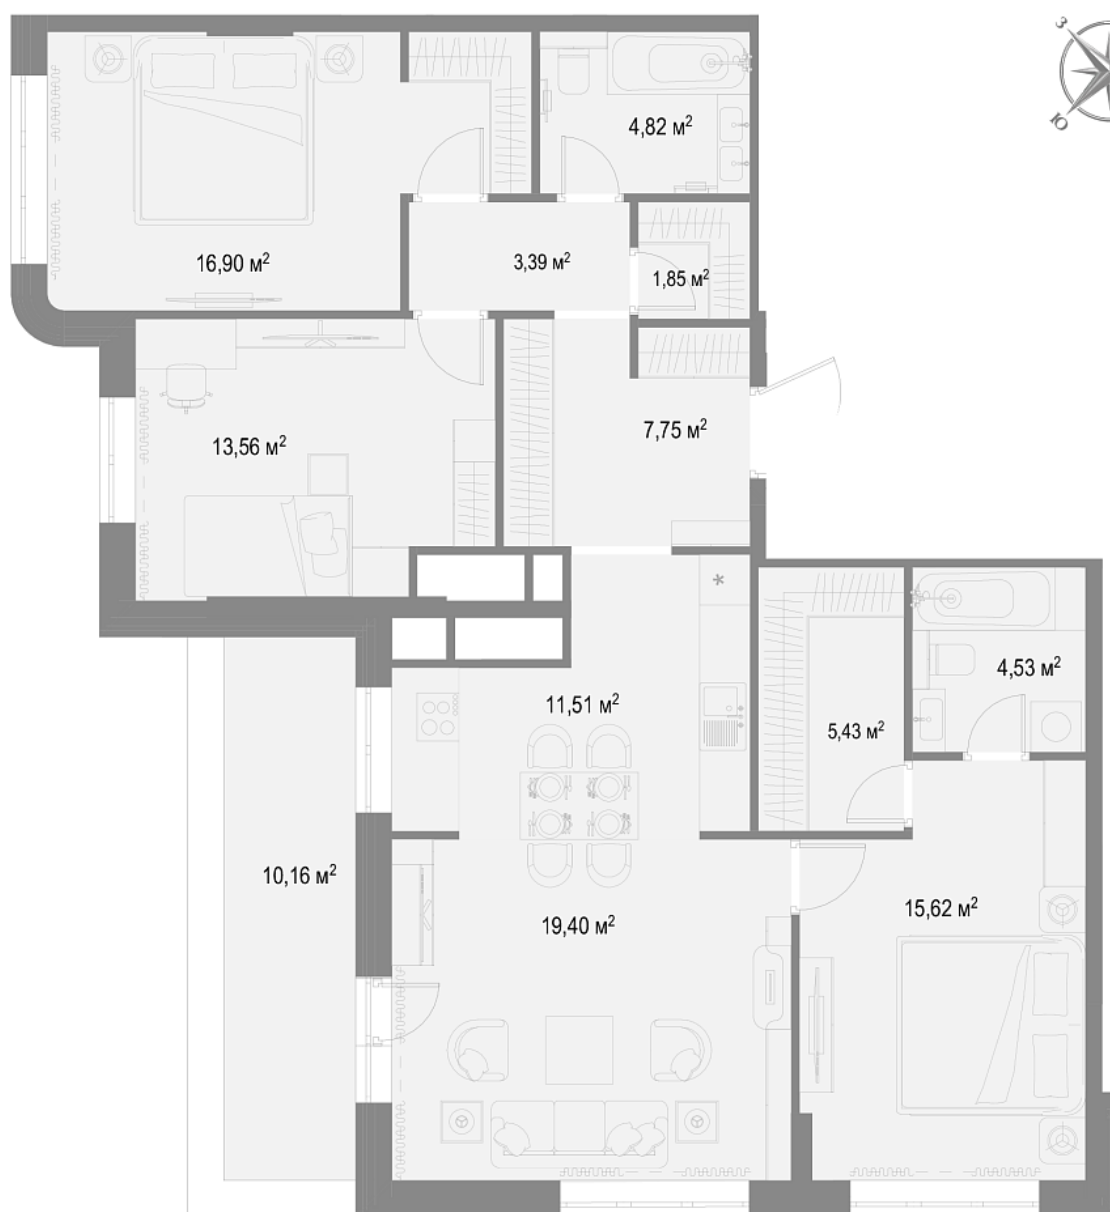 З
Ю
4,82 м²
16,90 м²
3,39 м²
1,85 м²
7,75 м²
13,56 м²
*
4,53 м²
11,51 м²
5,43 м²
10,16 м²
15,62 м²
19,40 м²